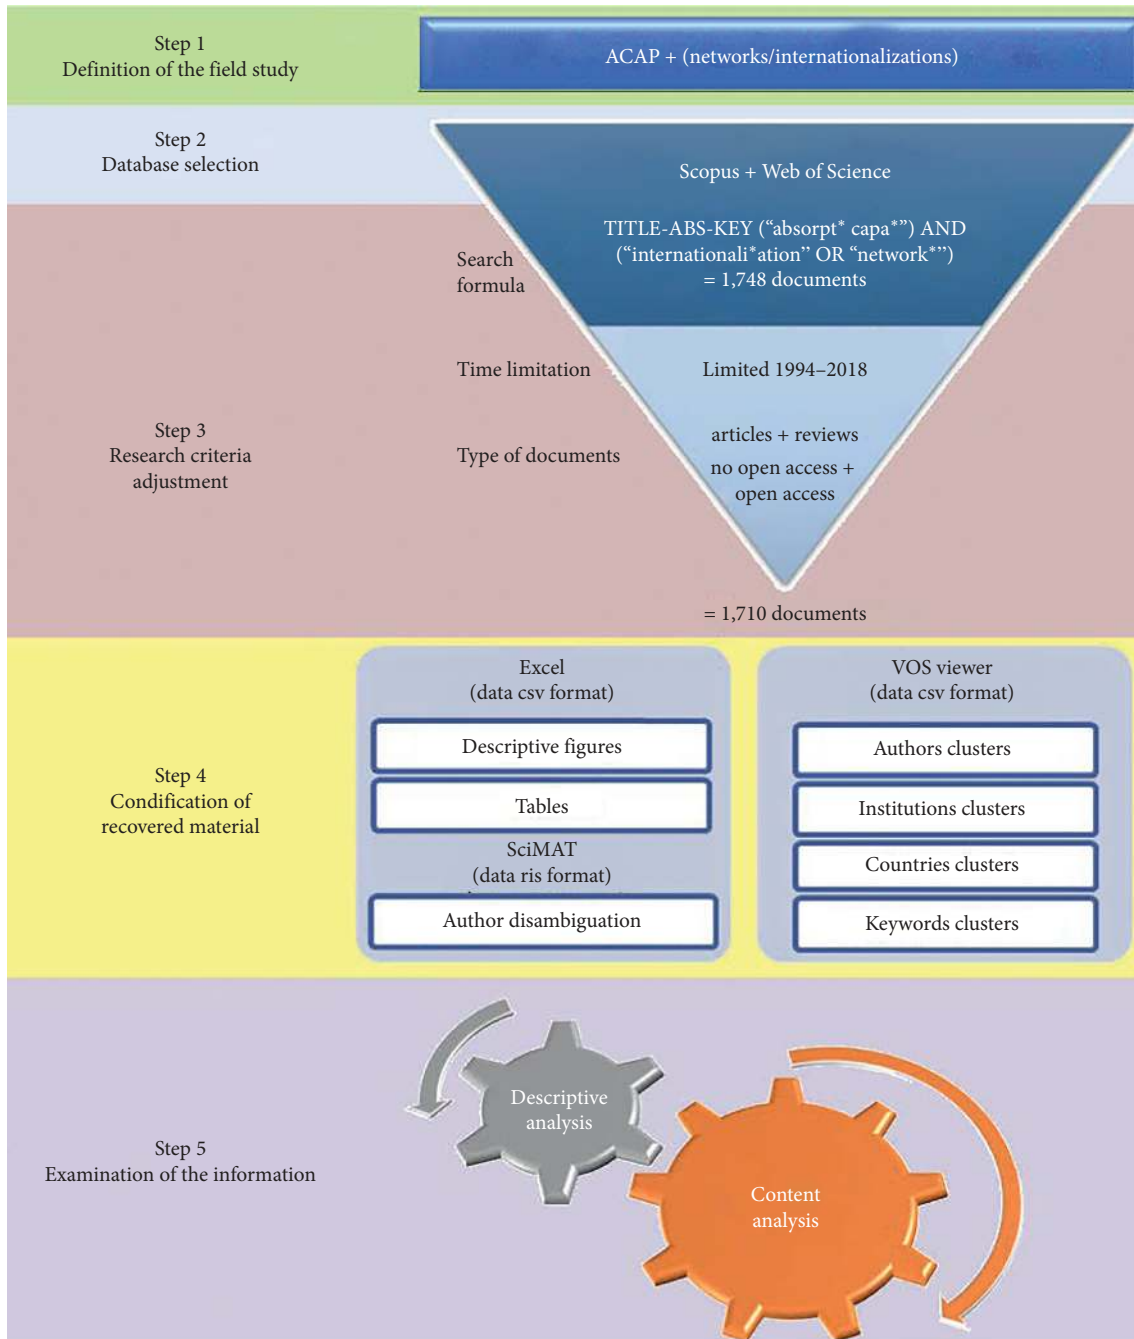 Step 1
Definition of the field study
ACAP + (networks/internationalizations)
Step 2
Database selection
Scopus + Web of Science
TITLE-ABS-KEY (“absorpt* capa*”) AND
(“internationali*ation” OR “network*”)
= 1,748 documents
Search
formula
Time limitation
Limited 1994–2018
Step 3
Research criteria
adjustment
Type of documents
articles + reviews
no open access +
open access
= 1,710 documents
Step 4
Condification of
recovered material
Excel
(data csv format)
Descriptive figures
Tables
SciMAT
(data ris format)
Author disambiguation
VOS viewer
(data csv format)
Authors clusters
Institutions clusters
Countries clusters
Keywords clusters
Step 5
Examination of the information
Descriptive
analysis
Content
analysis